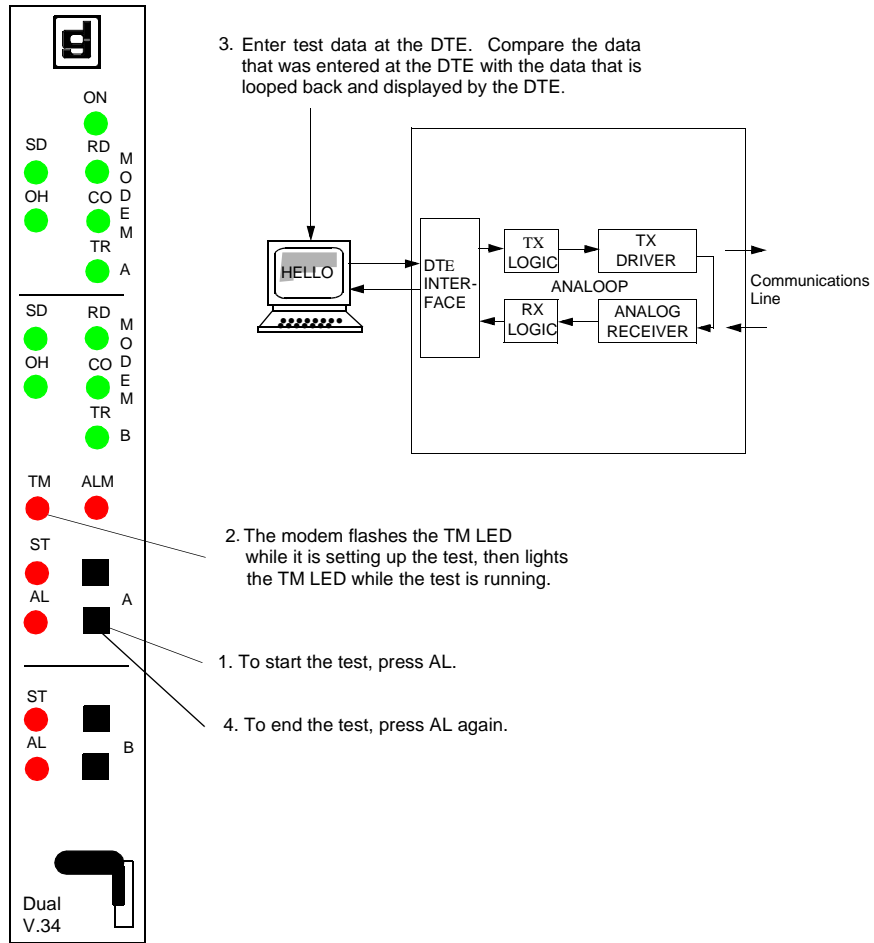 3. Enter test data at the DTE. Compare the data
that was entered at the DTE with the data that is
looped back and displayed by the DTE.
ON
SD RD
OH CO
TR
MODEM
A
SD RD
OH CO
TR
MODEM
B
TM ALM
ST
AL
A
ST
AL
B
Dual
V.34
HELLO
DTE
INTER-
FACE
TX
LOGIC
TX
DRIVER
ANALOOP
RX
LOGIC
ANALOG
RECEIVER
Communications
Line
2. The modem flashes the TM LED
while it is setting up the test, then lights
the TM LED while the test is running.
1. To start the test, press AL.
4. To end the test, press AL again.